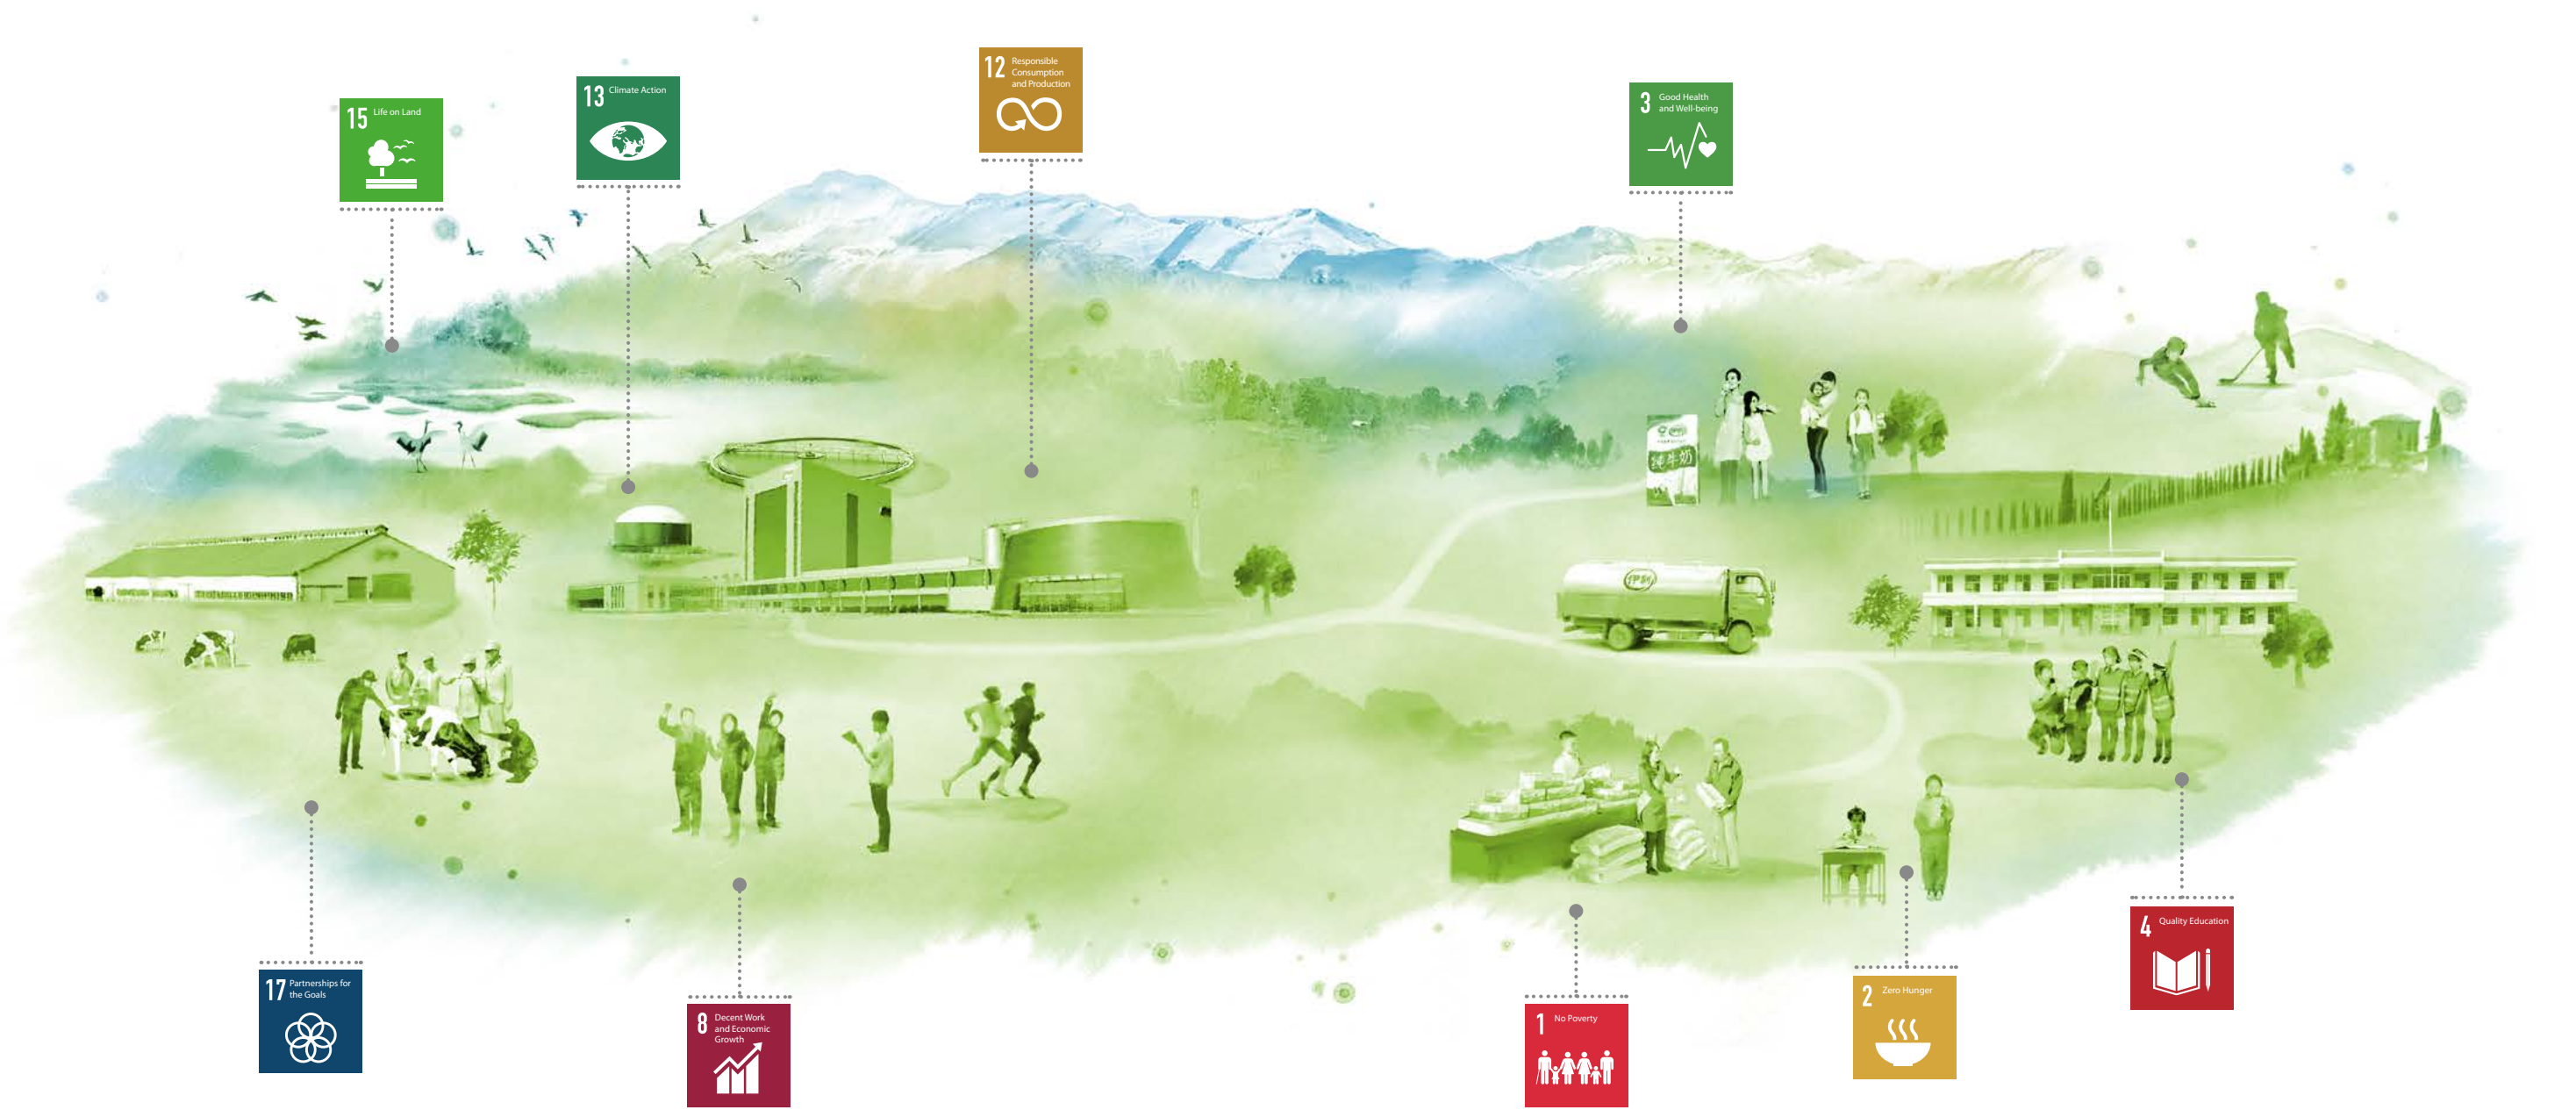 12 Responsible
Consumption
and Production
13 Climate Action
3 Good Health
and Well-being
15 Life on Land
纯牛奶
伊利
4 Quality Education
17 Partnerships for
the Goals
2 Zero Hunger
8 Decent Work
and Economic
Growth
1 No Poverty